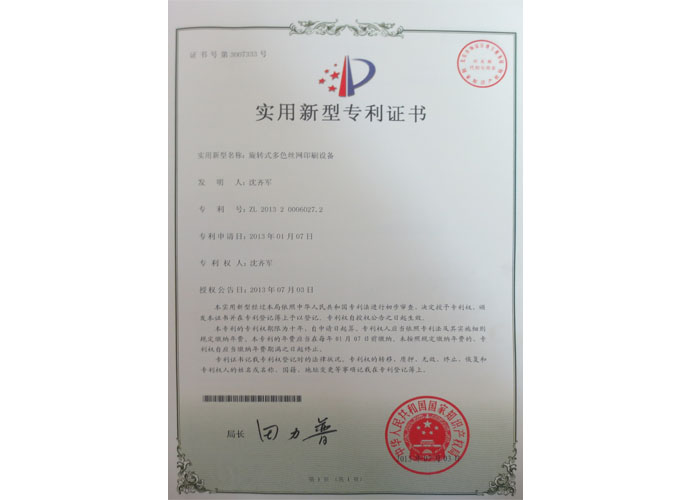 证书号第3007333号
实用新型专利证书
实用新型名称：旋转式多色丝网印刷设备
发 明 人：沈齐军
专 利 号：ZL 2013 2 0006027.2
专利申请日：2013年01月07日
专 利 权 人：沈齐军
授权公告日：2013年07月03日
本实用新型经过本局依照中华人民共和国专利法进行初步审查，决定授予专利权，颁
发本证书并在专利登记簿上予以登记。专利权自授权公告之日起生效。
本专利的专利权期限为十年，自申请日起算。专利权人应当依照专利法及其实施细则
规定缴纳年费。本专利的年费应当在每年01月07日前缴纳。未按照规定缴纳年费的，专利
权自应当缴纳年费期满之日起终止。
专利证书记载专利权登记时的法律状况。专利权的转移、质押、无效、终止、恢复和
专利权人的姓名或名称、国籍、地址变更等事项记载在专利登记簿上。
局长 田力普
中华人民共和国国家知识产权局
第1页（共1页）